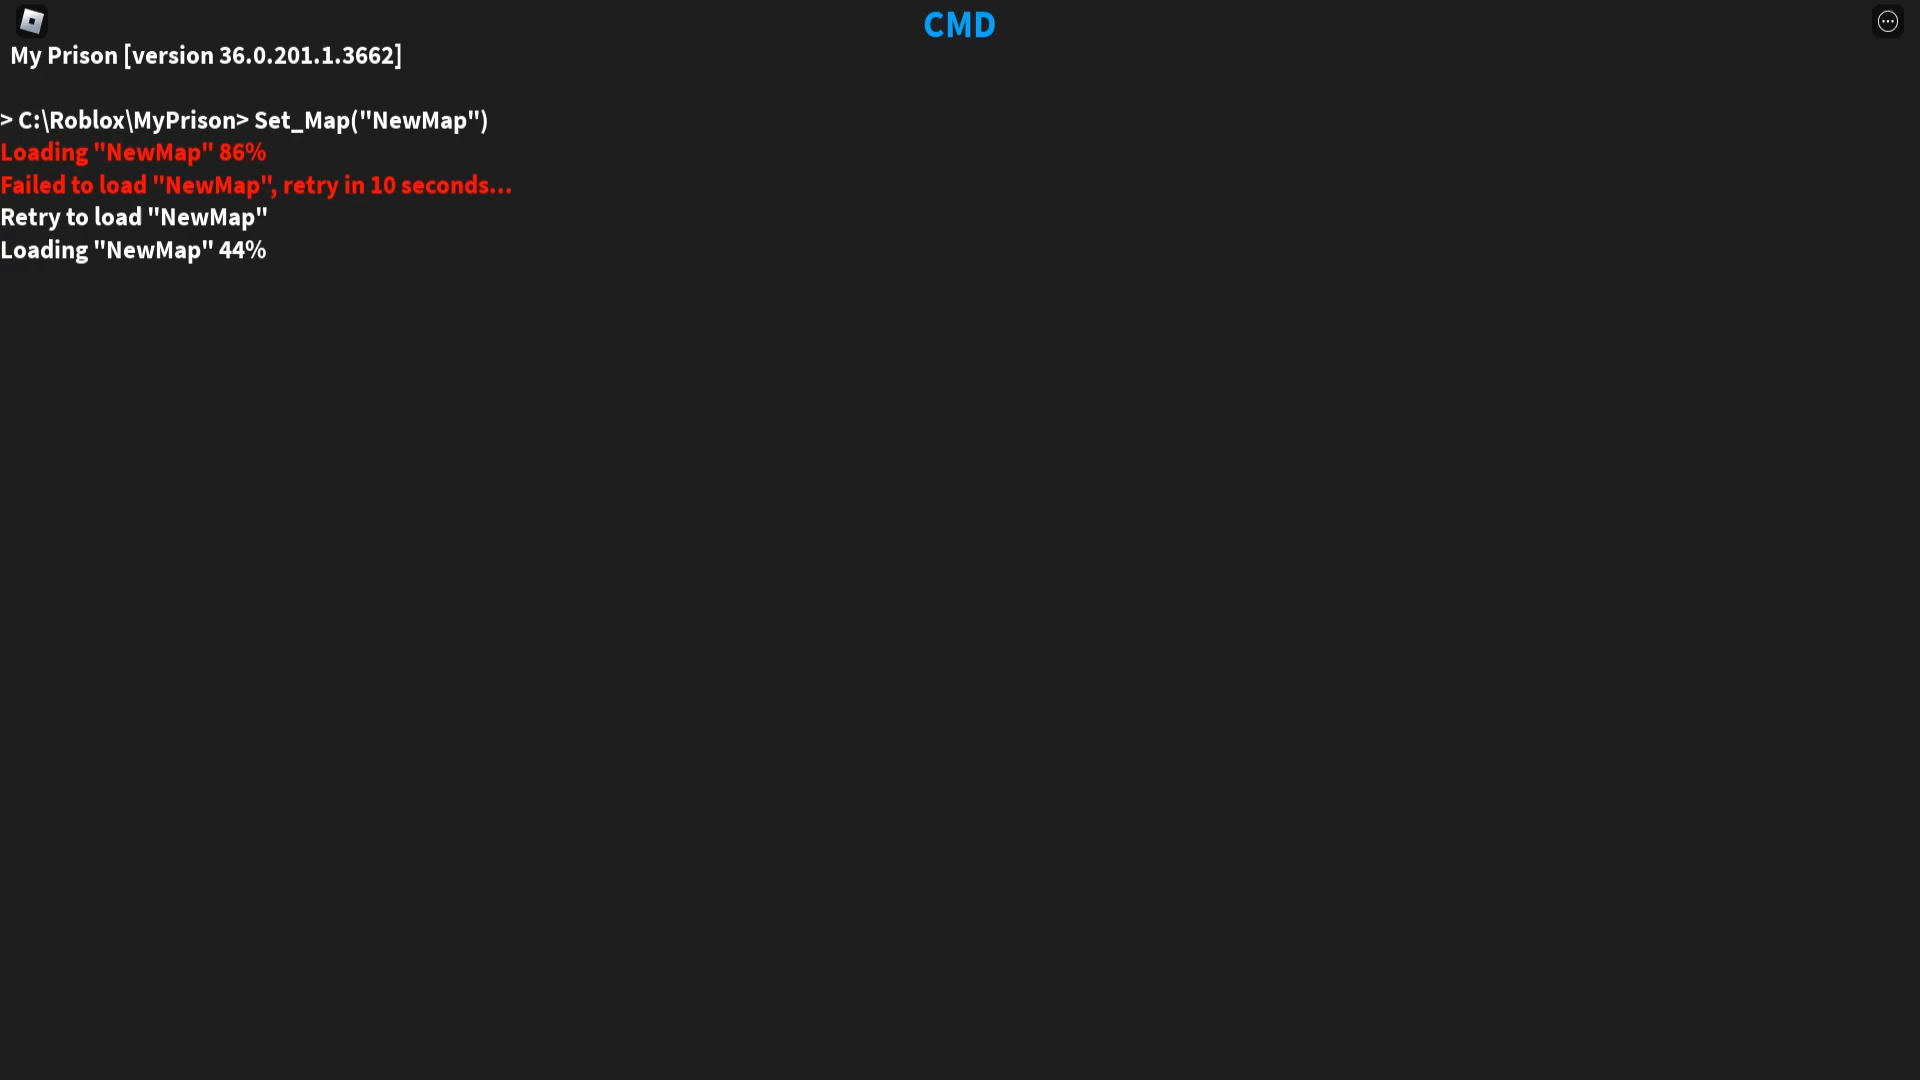 CMD
My Prison [version 36.0.201.1.3662]
> C:\Roblox\MyPrison> Set_Map("NewMap")
Loading "NewMap" 86%
Failed to load "NewMap", retry in 10 seconds...
Retry to load "NewMap"
Loading "NewMap" 44%